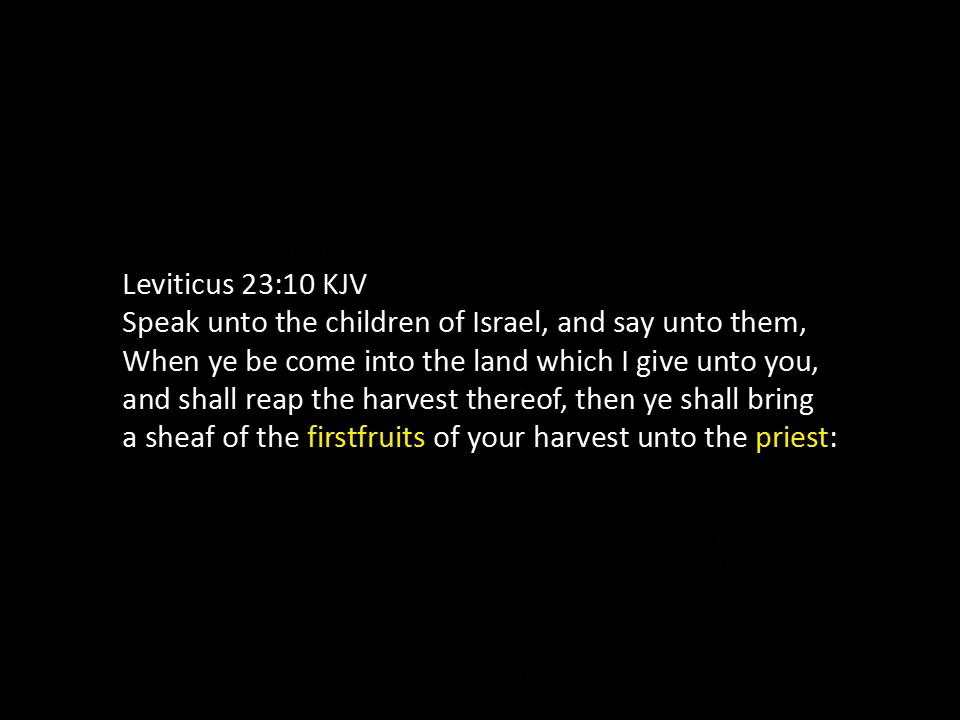 Leviticus 23:10 KJV
Speak unto the children of Israel, and say unto them,
When ye be come into the land which I give unto you,
and shall reap the harvest thereof, then ye shall bring
a sheaf of the firstfruits of your harvest unto the priest: